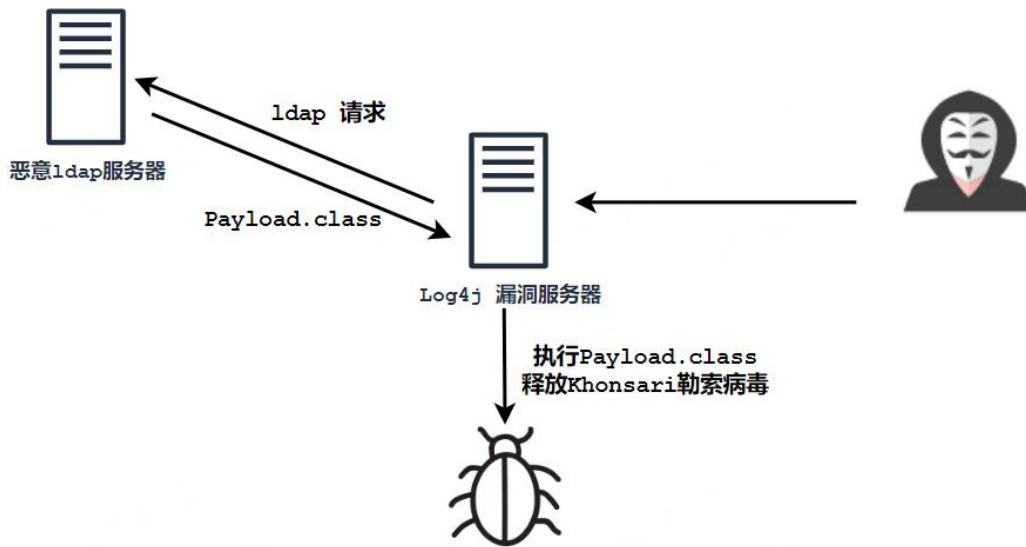 ldap 请求
恶意ldap服务器
Payload.class
Log4j 漏洞服务器
执行Payload.class
释放Khonsari勒索病毒